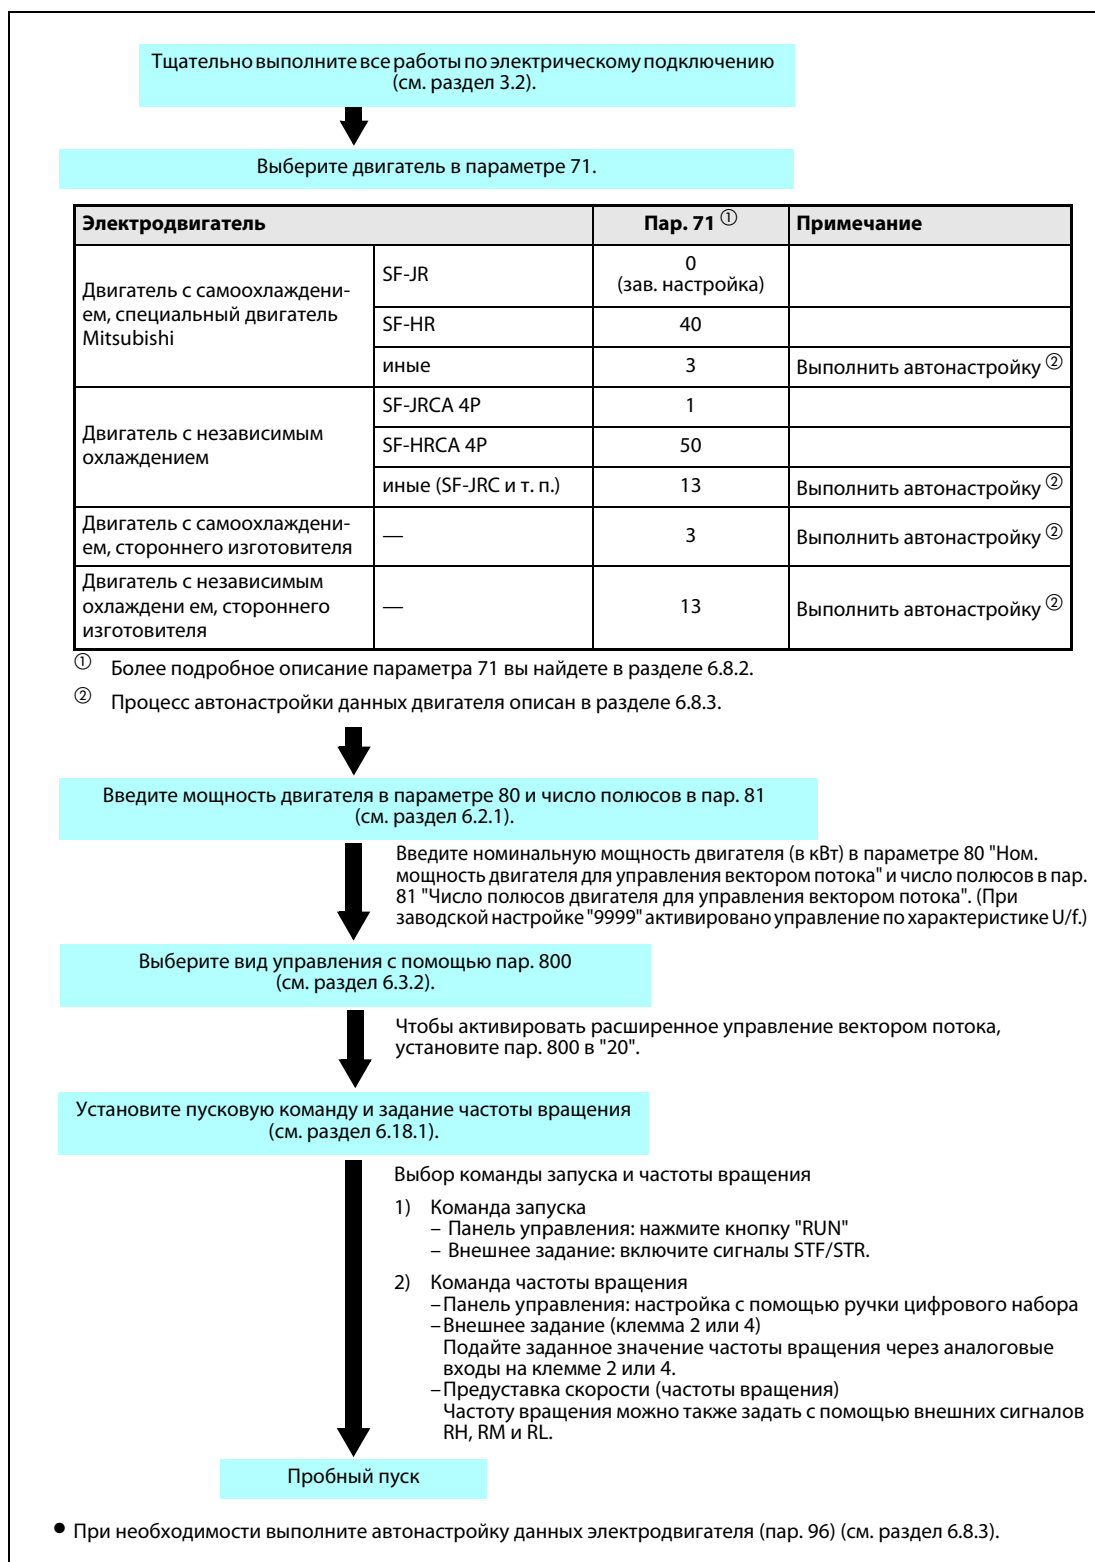 Тщательно выполните все работы по электрическому подключению
(см. раздел 3.2).
Выберите двигатель в параметре 71.
Электродвигатель Пар. 71 ① Примечание
Двигатель с самоохлаждени-
ем, специальный двигатель
Mitsubishi
SF-JR 0
(зав. настройка)
SF-HR 40
иные 3 Выполнить автонастройку ②
Двигатель с независимым
охлаждением
SF-JRCA 4P 1
SF-HRCA 4P 50
иные (SF-JRC и т. п.) 13 Выполнить автонастройку ②
Двигатель с самоохлаждени-
ем, стороннего изготовителя
— 3 Выполнить автонастройку ②
Двигатель с независимым
охлаждени ем, стороннего
изготовителя
— 13 Выполнить автонастройку ②
① Более подробное описание параметра 71 вы найдете в разделе 6.8.2.
② Процесс автонастройки данных двигателя описан в разделе 6.8.3.
Введите мощность двигателя в параметре 80 и число полюсов в пар. 81
(см. раздел 6.2.1).
Введите номинальную мощность двигателя (в кВт) в параметре 80 "Ном.
мощность двигателя для управления вектором потока" и число полюсов в пар.
81 "Число полюсов двигателя для управления вектором потока". (При
заводской настройке "9999" активировано управление по характеристике U/f.)
Выберите вид управления с помощью пар. 800
(см. раздел 6.3.2).
Чтобы активировать расширенное управление вектором потока,
установите пар. 800 в "20".
Установите пусковую команду и задание частоты вращения
(см. раздел 6.18.1).
Выбор команды запуска и частоты вращения
1) Команда запуска
– Панель управления: нажмите кнопку "RUN"
– Внешнее задание: включите сигналы STF/STR.
2) Команда частоты вращения
– Панель управления: настройка с помощью ручки цифрового набора
– Внешнее задание (клемма 2 или 4)
Подайте заданное значение частоты вращения через аналоговые
входы на клемме 2 или 4.
– Предуставка скорости (частоты вращения)
Частоту вращения можно также задать с помощью внешних сигналов
RH, RM и RL.
Пробный пуск
● При необходимости выполните автонастройку данных электродвигателя (пар. 96) (см. раздел 6.8.3).